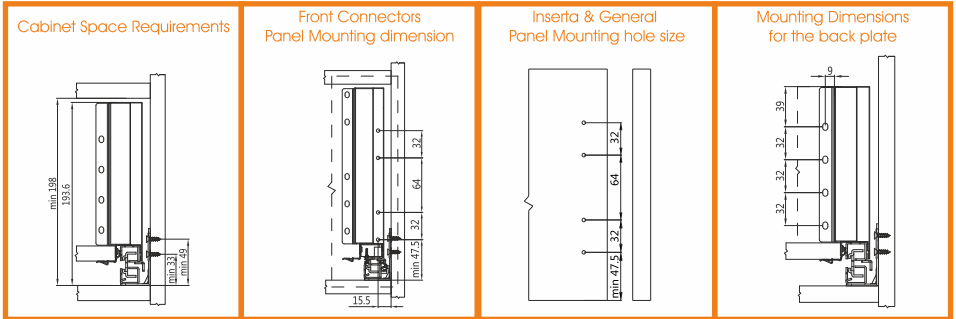 Cabinet Space Requirements
min 198
193.6
min 33
min 49
Front Connectors
Panel Mounting dimension
32
64
32
min 47.5
15.5
Inserta & General
Panel Mounting hole size
32
64
32
min 47.5
Mounting Dimensions
for the back plate
9
39
32
32
32